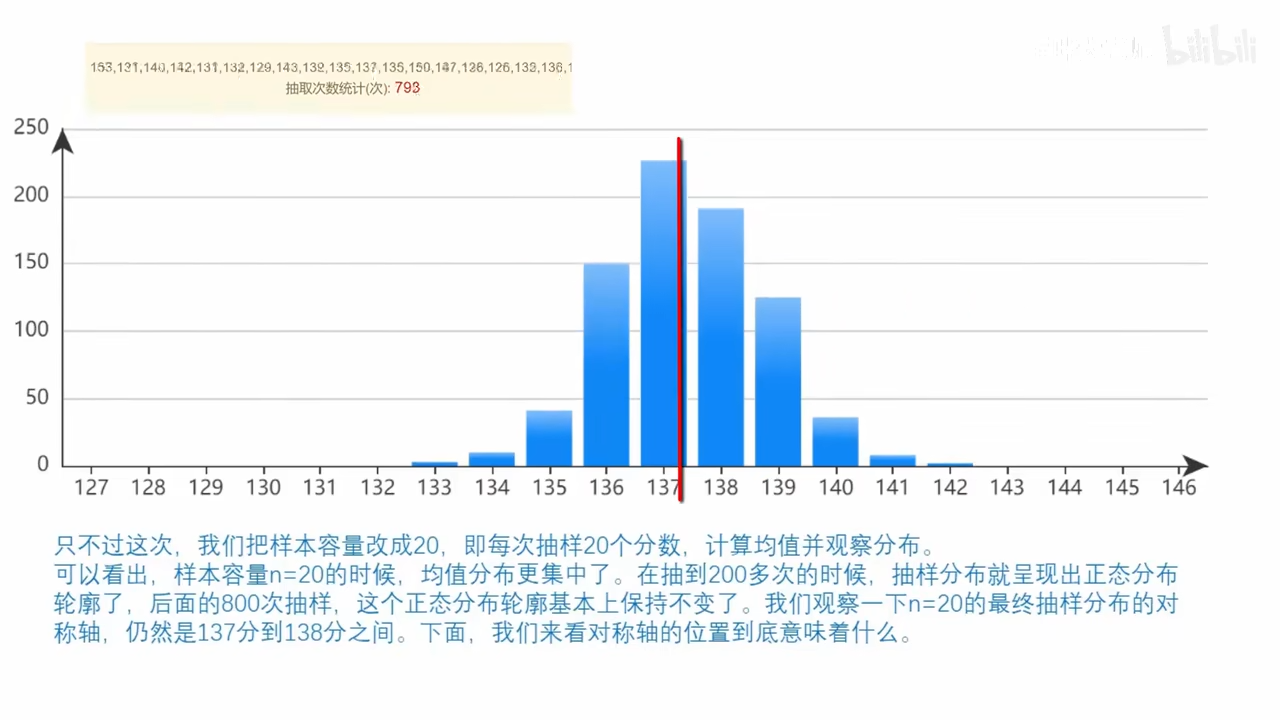 bilibili
153,131,140,142,131,132,129,143,139,135,137,135,150,147,126,126,133,136,1
抽取次数统计(次): 793
250
200
150
100
50
0
127 128 129 130 131 132 133 134 135 136 137 138 139 140 141 142 143 144 145 146
只不过这次，我们把样本容量改成20，即每次抽样20个分数，计算均值并观察分布。
可以看出，样本容量n=20的时候，均值分布更集中了。在抽到200多次的时候，抽样分布就呈现出正态分布
轮廓了，后面的800次抽样，这个正态分布轮廓基本上保持不变了。我们观察一下n=20的最终抽样分布的对
称轴，仍然是137分到138分之间。下面，我们来看对称轴的位置到底意味着什么。